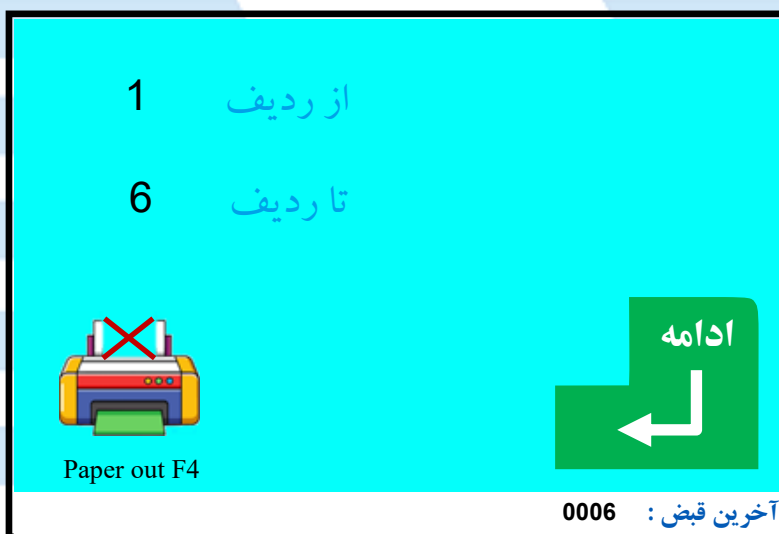 از ردیف 1
تا ردیف 6
ادامه
Paper out F4
آخرین قبض : 0006